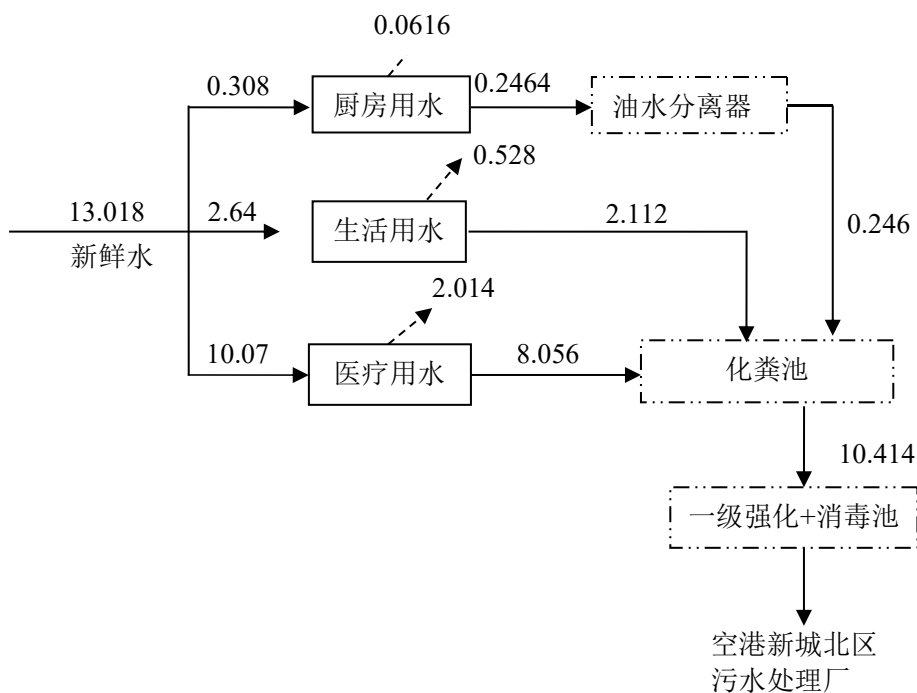 0.0616
0.308
厨房用水
0.2464
油水分离器
0.528
13.018
2.64
生活用水
2.112
0.246
新鲜水
2.014
10.07
医疗用水
8.056
化粪池
10.414
一级强化+消毒池
空港新城北区
污水处理厂